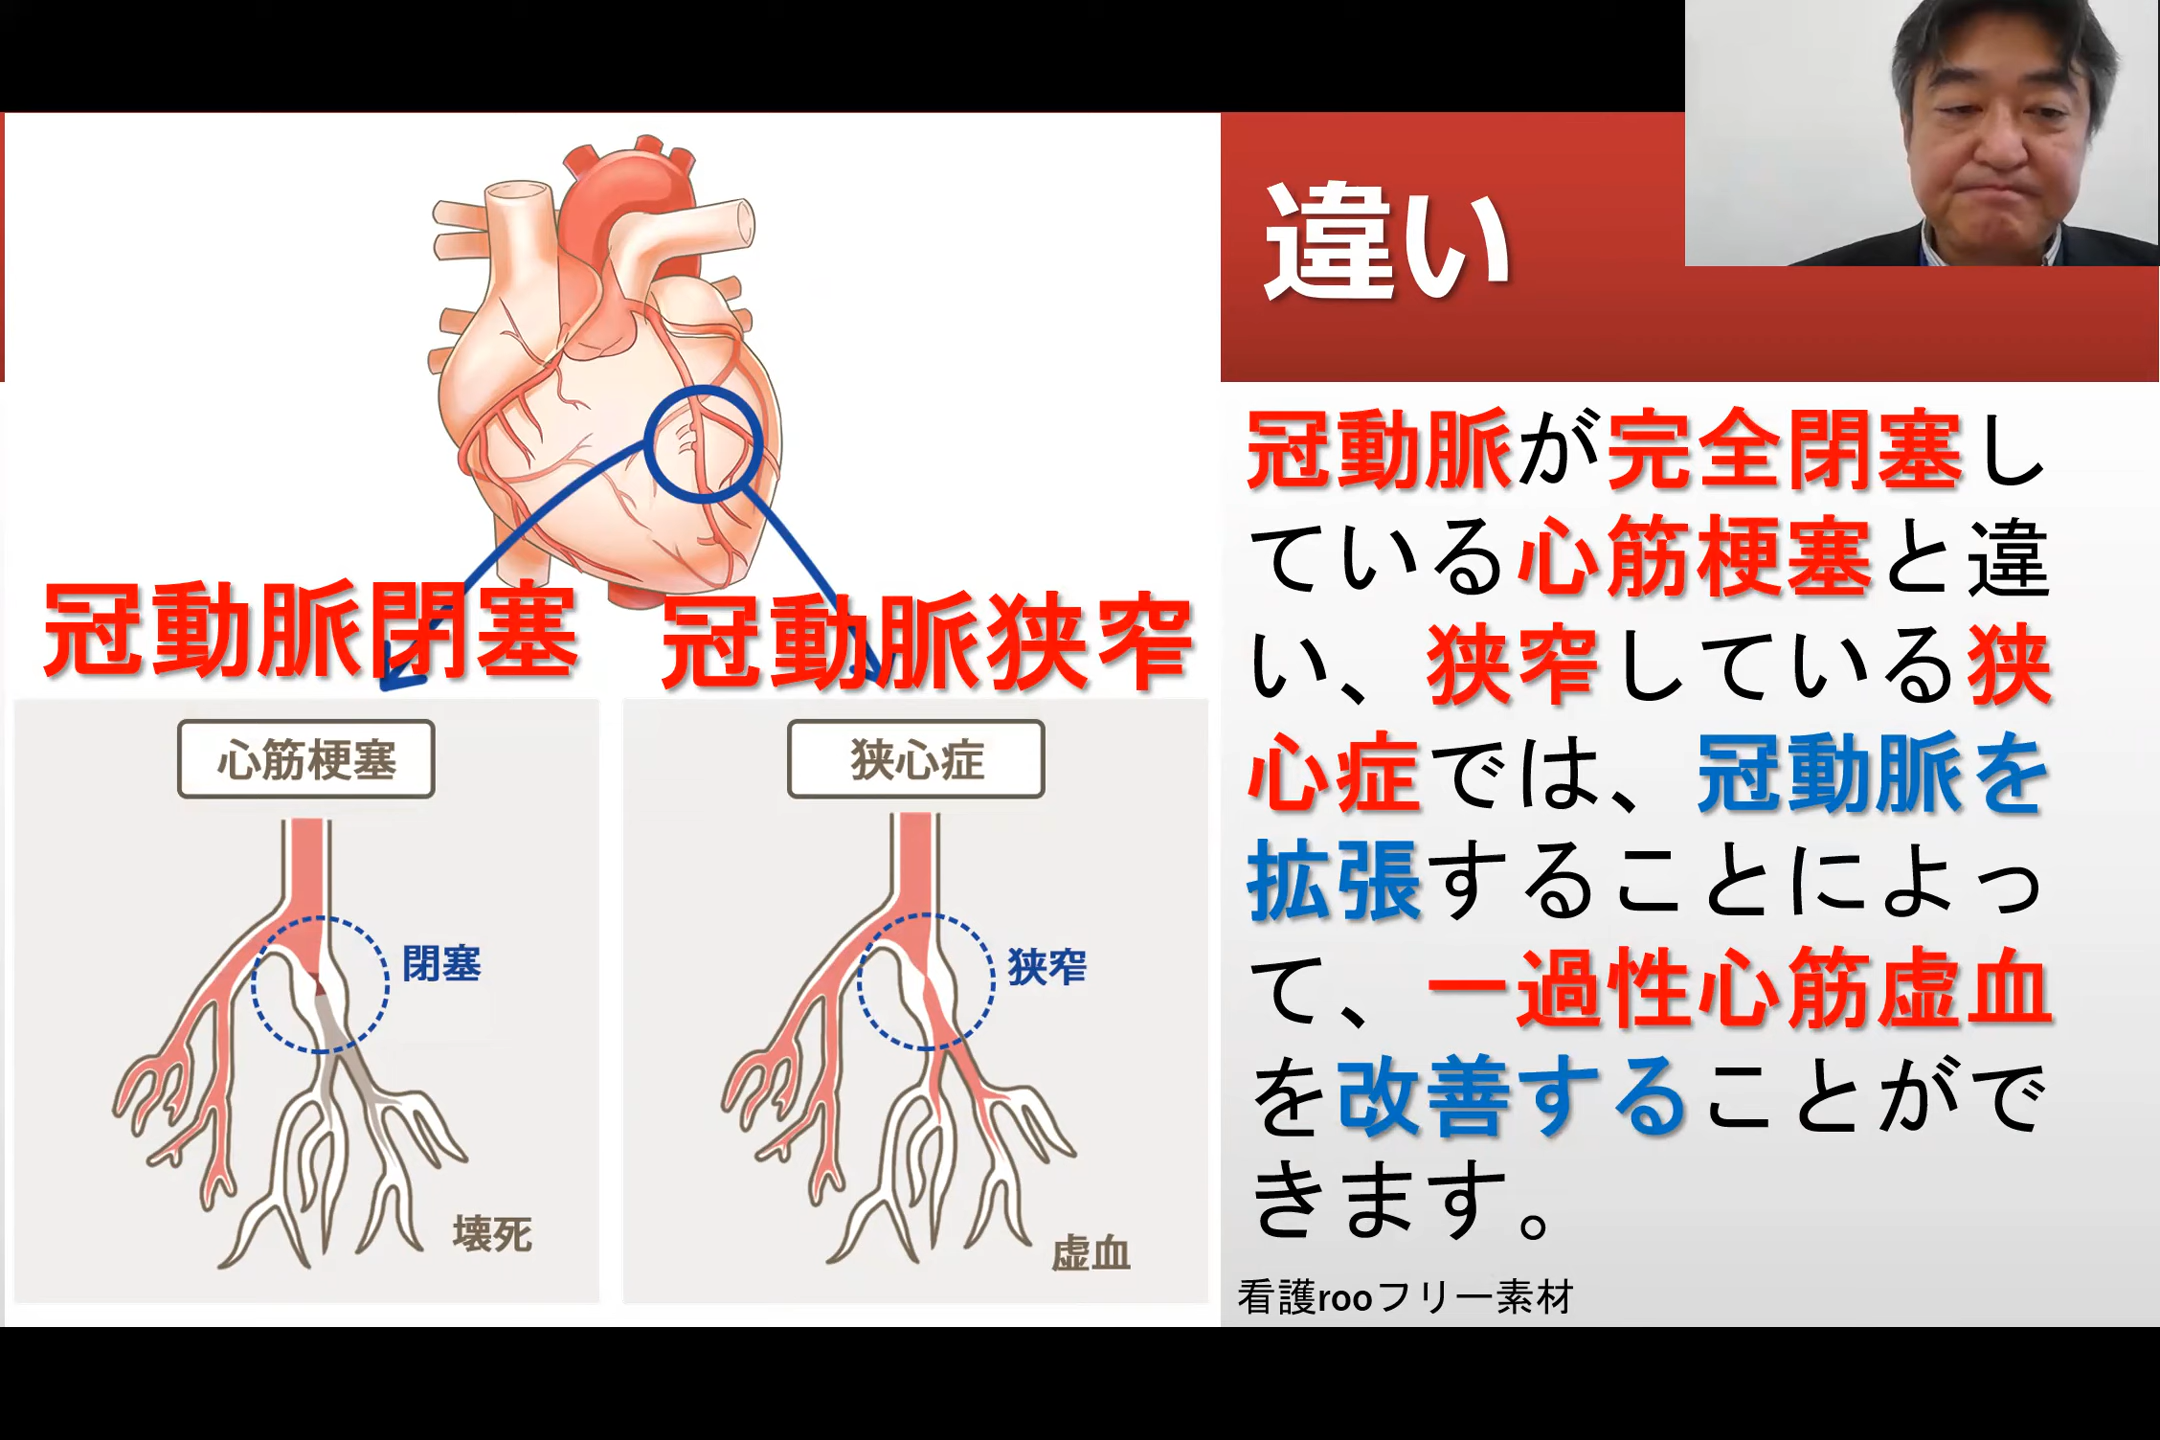 違い
冠動脈が完全閉塞し
ている心筋梗塞と違
い、狭窄している狭
心症では、冠動脈を
拡張することによっ
て、一過性心筋虚血
を改善することがで
きます。
看護rooフリー素材
冠動脈閉塞
冠動脈狭窄
心筋梗塞
閉塞
壊死
狭心症
狭窄
虚血